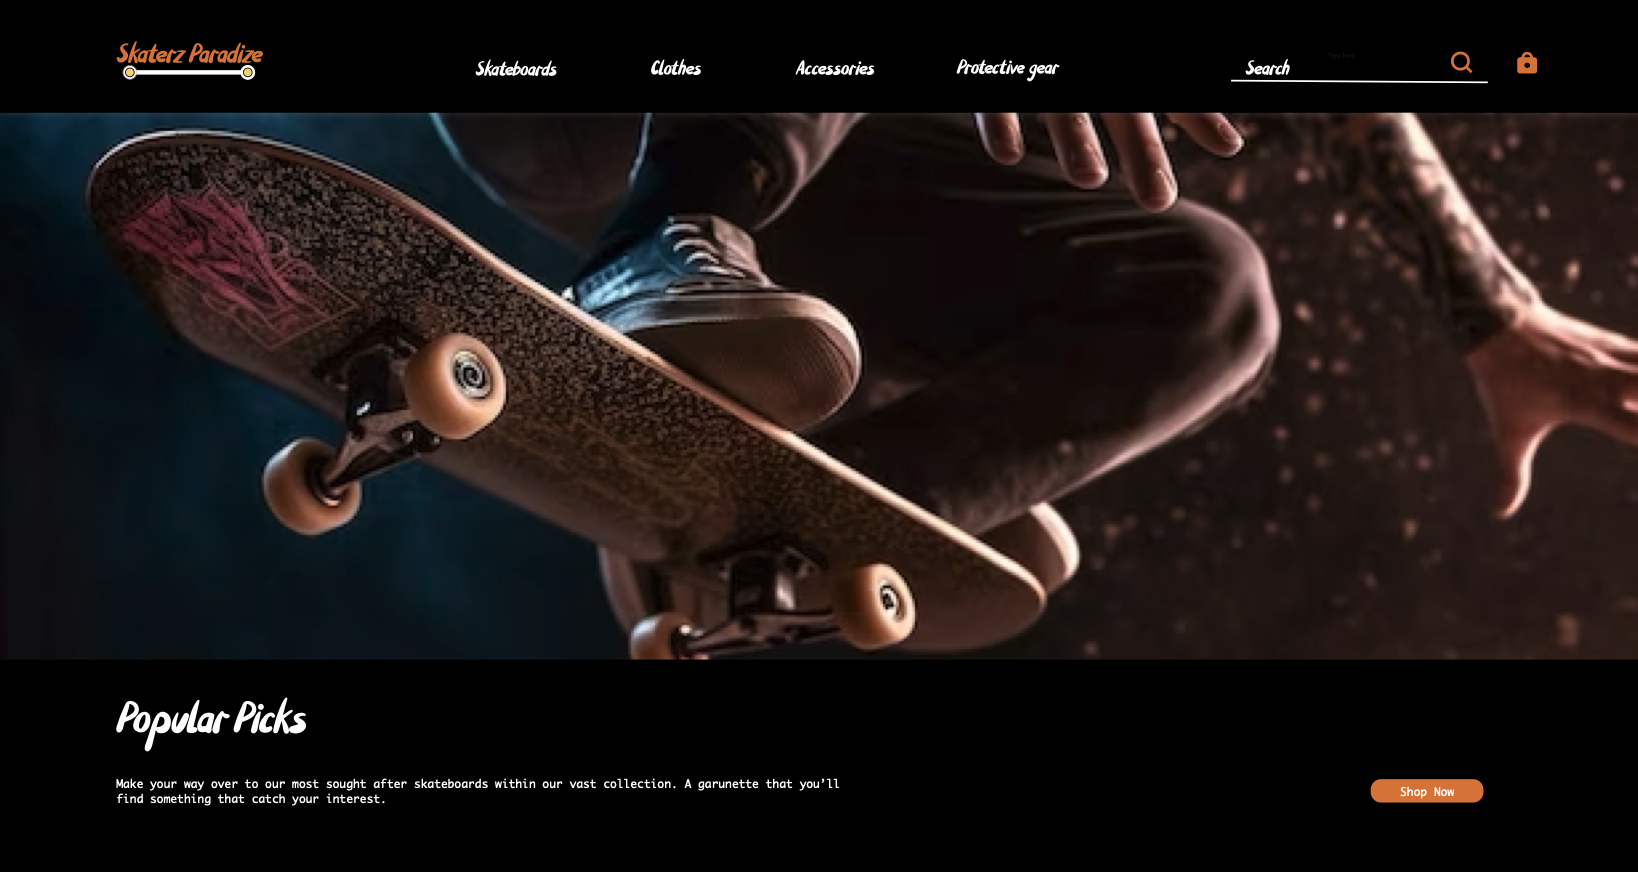 Skaterz Paradize
Skateboards Clothes Accessories Protective gear Search
Popular Picks
Make your way over to our most sought after skateboards within our vast collection. A garunette that you'll
find something that catch your interest.
Shop Now